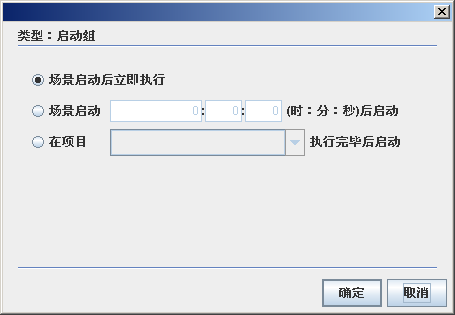 类型：启动组
场景启动后立即执行
场景启动 0:0:0 (时：分：秒)后启动
在项目 执行完毕后启动
确定 取消